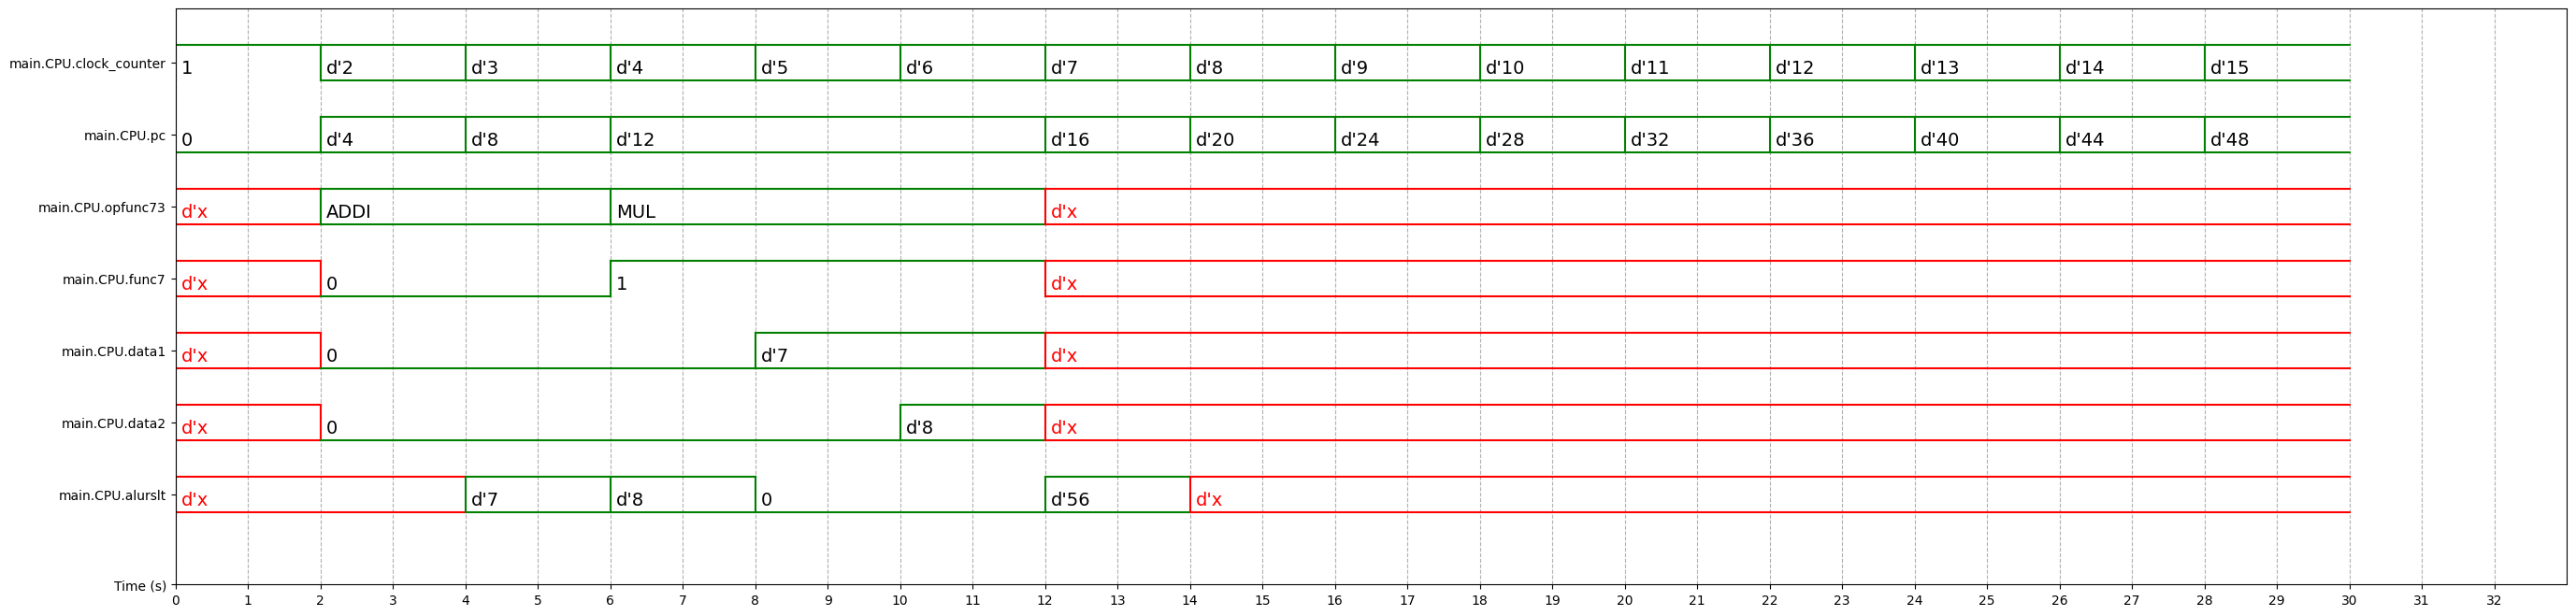 main.CPU.clock_counter 1 d'2 d'3 d'4 d'5 d'6 d'7 d'8 d'9 d'10 d'11 d'12 d'13 d'14 d'15
main.CPU.pc 0 d'4 d'8 d'12 d'16 d'20 d'24 d'28 d'32 d'36 d'40 d'44 d'48
main.CPU.opfunc73 d'x ADDI MUL d'x
main.CPU.func7 d'x 0 1 d'x
main.CPU.data1 d'x 0 d'7 d'x
main.CPU.data2 d'x 0 d'8 d'x
main.CPU.alurslt d'x d'7 d'8 0 d'56 d'x
Time (s)
0 1 2 3 4 5 6 7 8 9 10 11 12 13 14 15 16 17 18 19 20 21 22 23 24 25 26 27 28 29 30 31 32